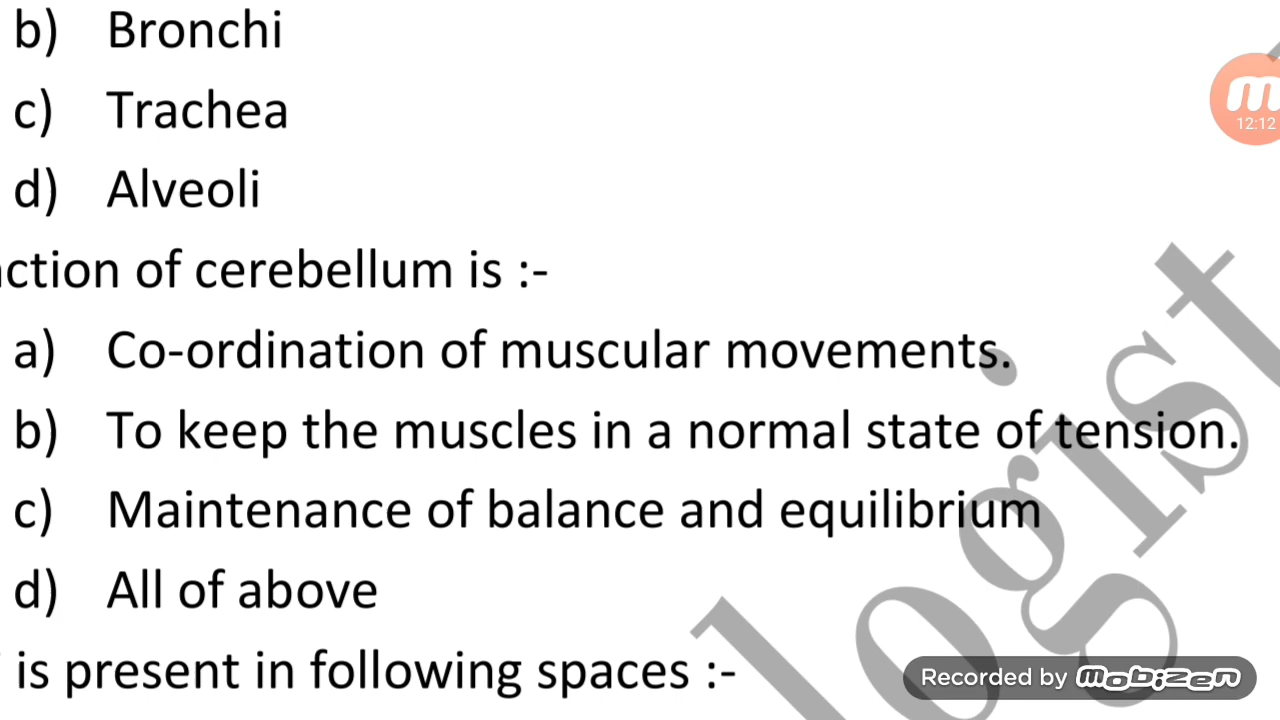 b) Bronchi
c) Trachea
12:12
d) Alveoli
ction of cerebellum is :-
a) Co-ordination of muscular movements.
b) To keep the muscles in a normal state of tension.
c) Maintenance of balance and equilibrium
d) All of above
is present in following spaces :-
logist
Recorded by mobizen